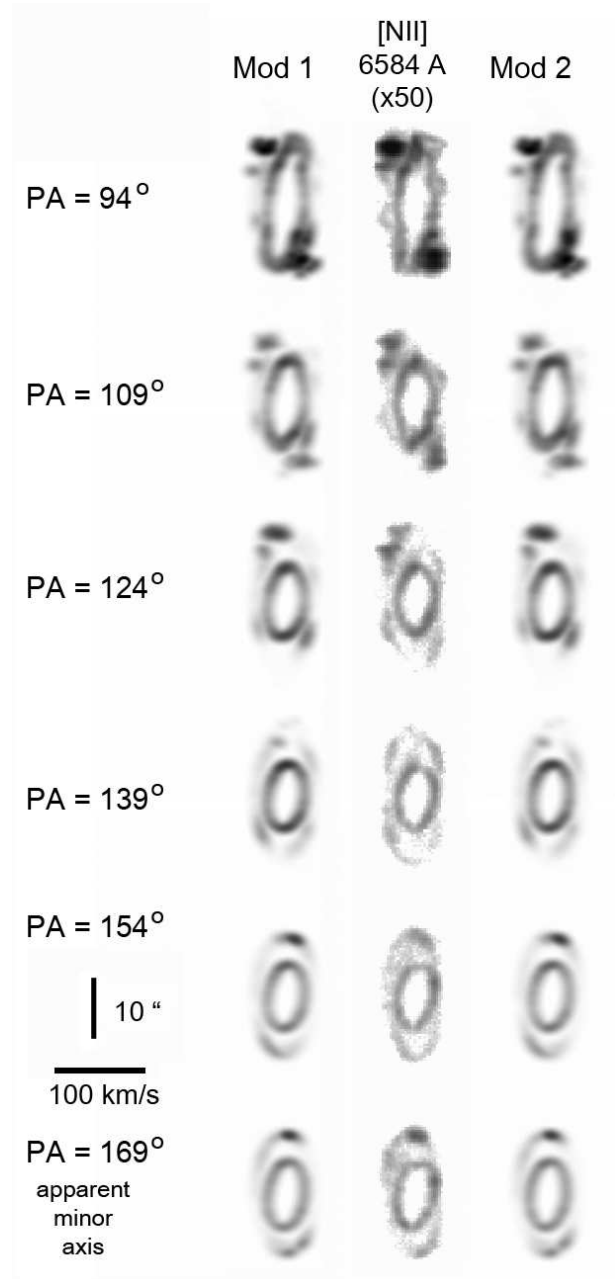 [NII]
Mod 1 6584 A Mod 2
(x50)
PA = 94°
PA = 109°
PA = 124°
PA = 139°
PA = 154°
10 “
100 km/s
PA = 169°
apparent
minor
axis